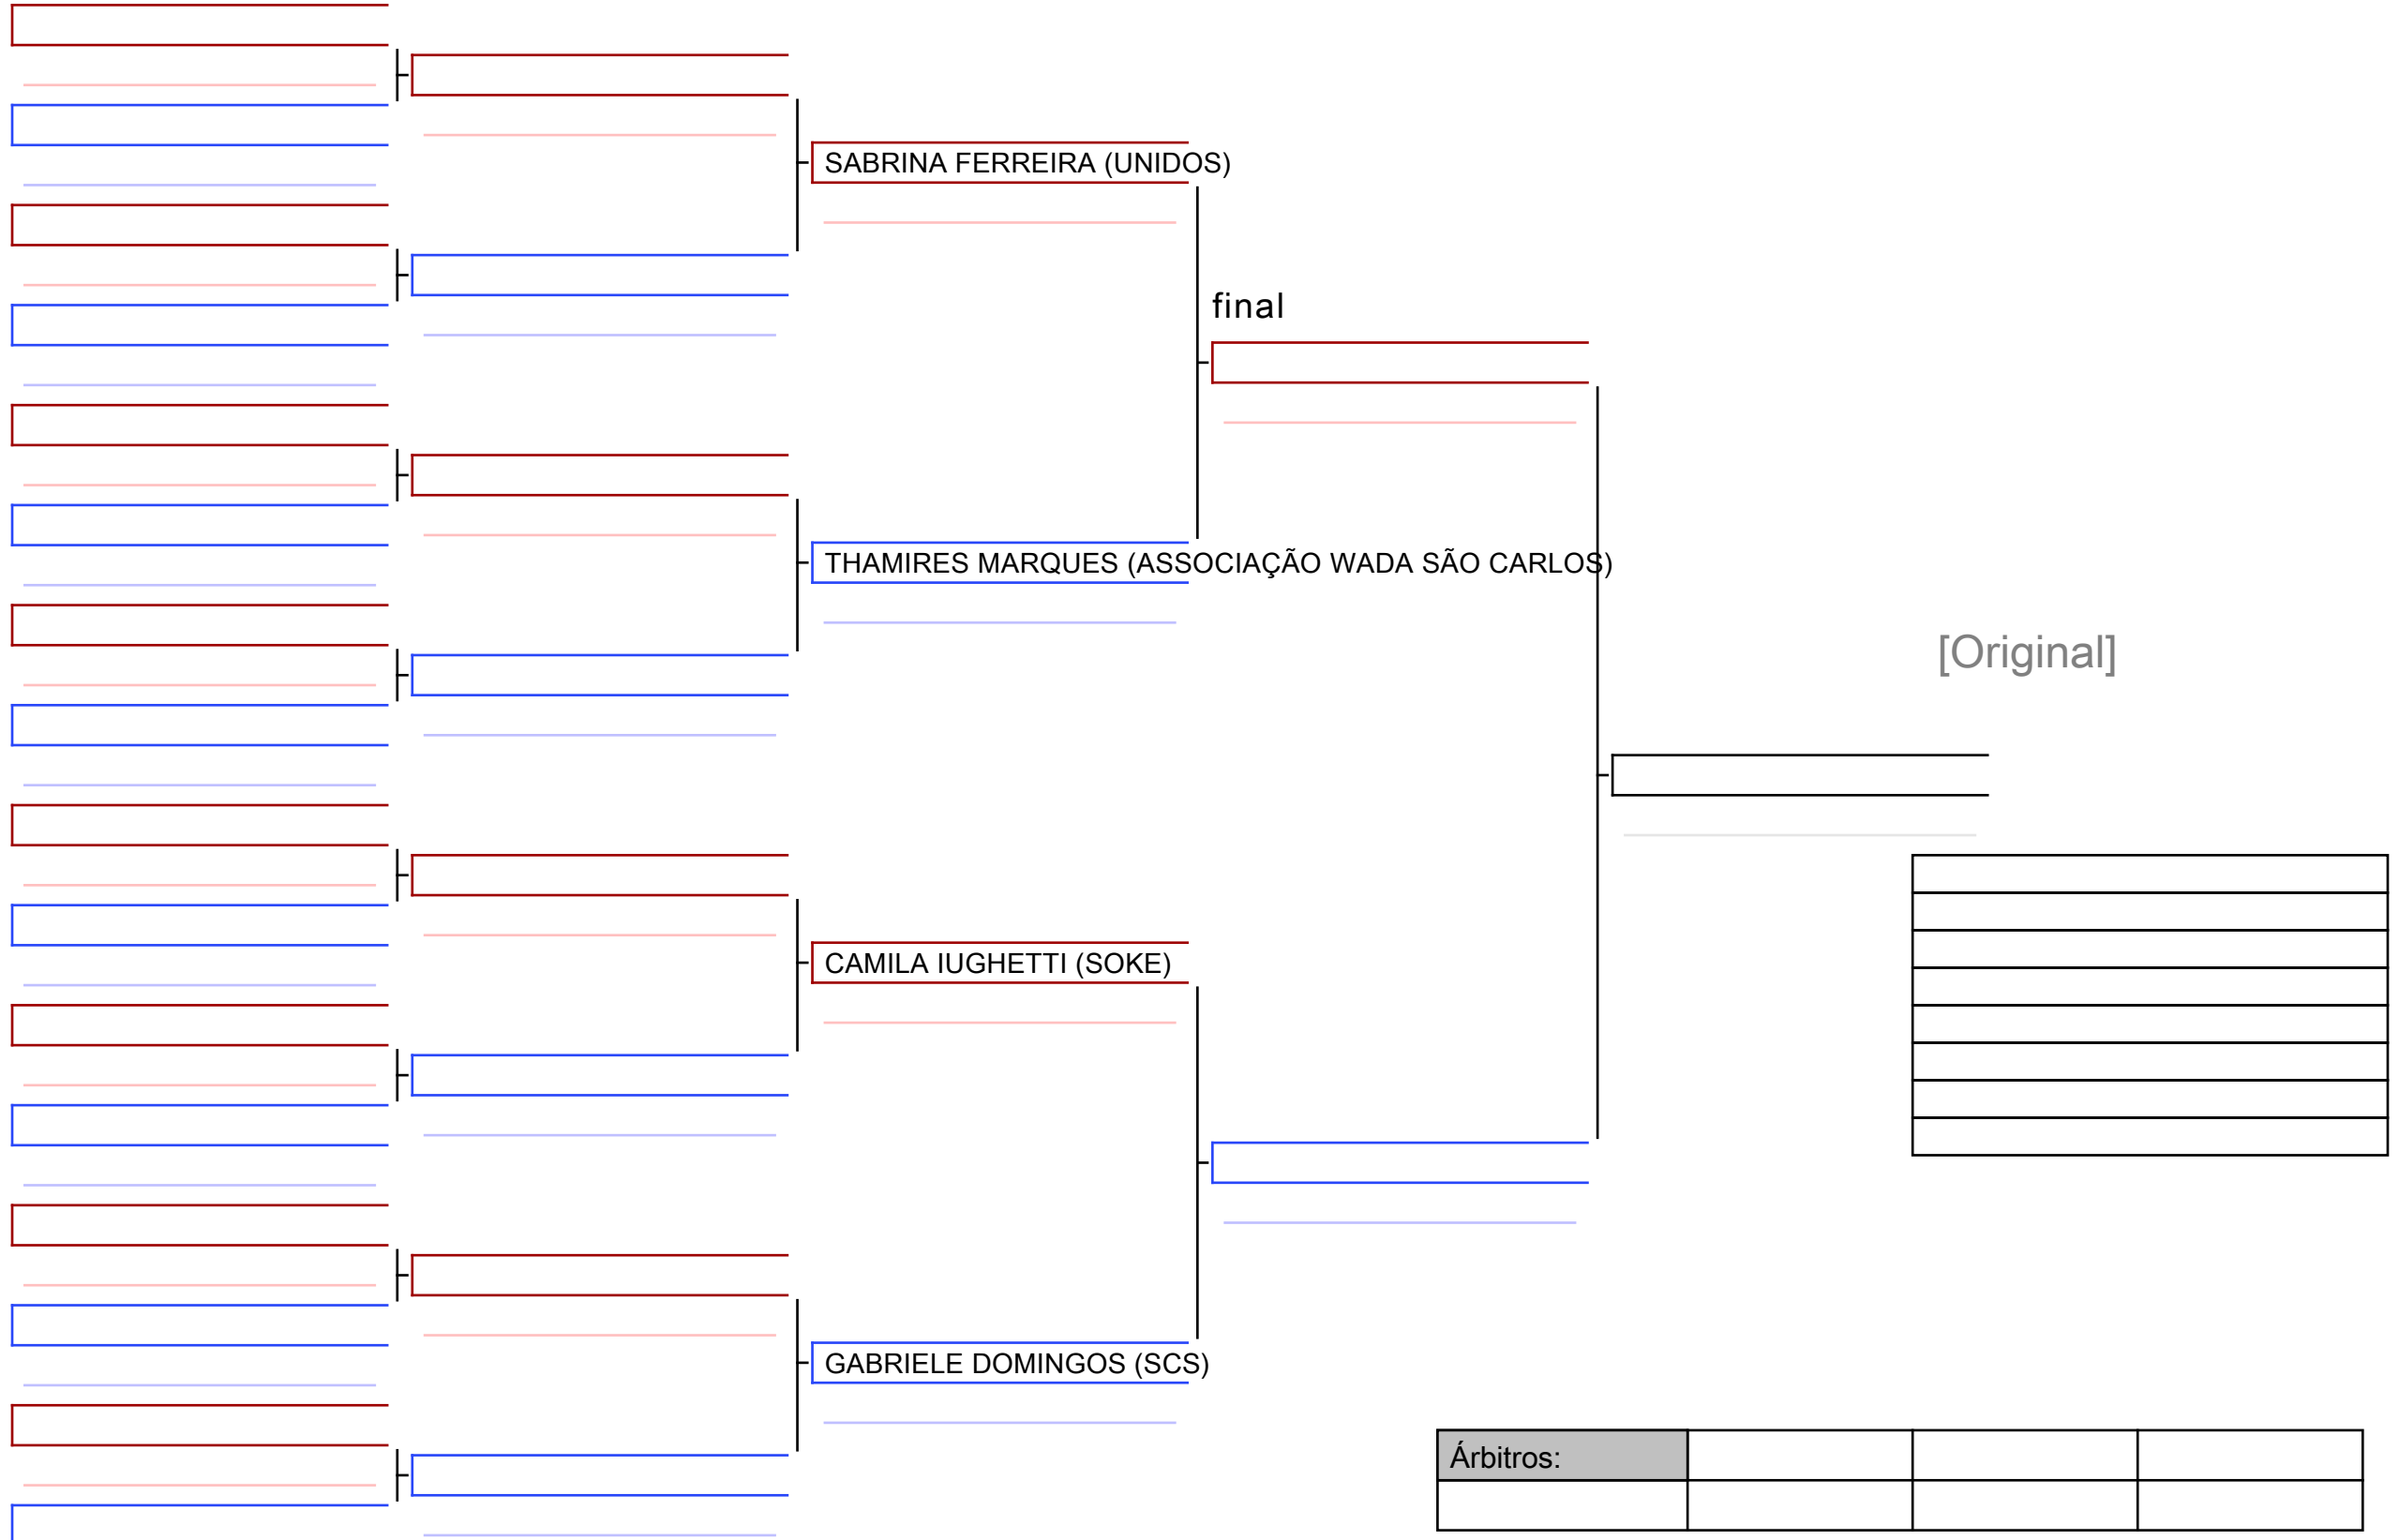 SABRINA FERREIRA (UNIDOS)
final
THAMIRES MARQUES (ASSOCIAÇÃO WADA SÃO CARLOS)
[Original]
CAMILA IUGHETTI (SOKE)
GABRIELE DOMINGOS (SCS)
Árbitros: